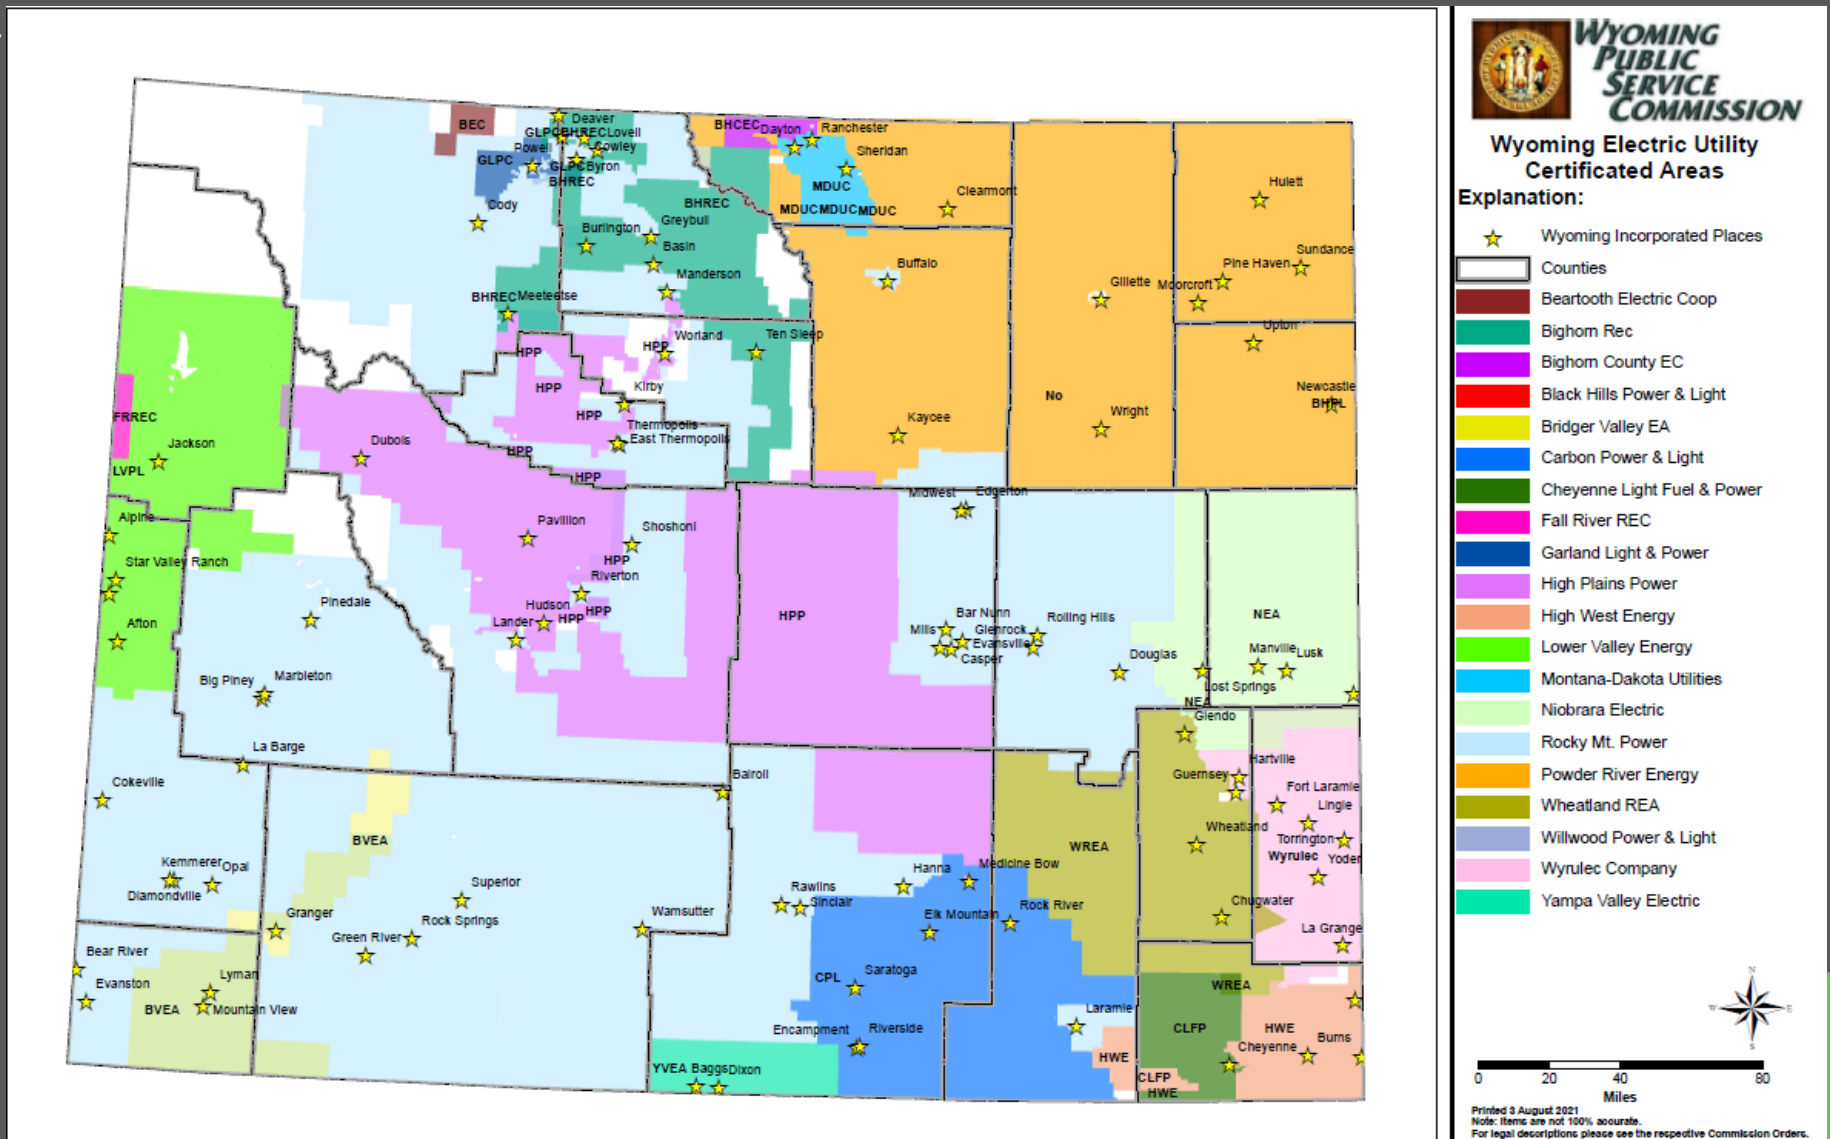 WYOMING
PUBLIC
SERVICE
COMMISSION
Wyoming Electric Utility
Certificated Areas
Explanation:
Wyoming Incorporated Places
Counties
Beartooth Electric Coop
Bighorn Rec
Bighorn County EC
Black Hills Power & Light
Bridger Valley EA
Carbon Power & Light
Cheyenne Light Fuel & Power
Fall River REC
Garland Light & Power
High Plains Power
High West Energy
Lower Valley Energy
Montana-Dakota Utilities
Niobrara Electric
Rocky Mt. Power
Powder River Energy
Wheatland REA
Willwood Power & Light
Wyrulec Company
Yampa Valley Electric
N
W
E
S
0 20 40 80
Miles
Printed 3 August 2021
Note: Items are not 100% accurate.
For legal descriptions please see the respective Commission Orders.
BEC
Deaver
GLPC
BHREC
Lovell
Powell
Cowley
GLPC
GLPC
Byron
BHREC
Cody
BHREC
Greybull
Burlington
Basin
Manderson
BHREC
Meeteetse
BHCEC
Dayton
Ranchester
Sheridan
MDUC
MDUC
MDUC
MDUC
Clearmont
Hulett
Buffalo
Sundance
Pine Haven
Gillette
Moorcroft
Upton
Newcastle
BHPL
No
Wright
Kaycee
Ten Sleep
Worland
HPP
HPP
HPP
Kirby
HPP
Thermopolis
East Thermopolis
HPP
HPP
FRREC
Jackson
LVPL
Dubois
Alpine
Star Valley Ranch
Afton
Pavillion
Shoshoni
HPP
Riverton
Hudson
HPP
HPP
Lander
Pinedale
Marbleton
Big Piney
La Barge
HPP
Midwest
Edgerton
Bar Nunn
Mills
Glenrock
Evansville
Casper
Rolling Hills
Douglas
NEA
Manville
Lusk
Lost Springs
NEA
Glendo
Hartville
Guernsey
Fort Laramie
Lingle
Wheatland
Torrington
Wyrulec
Yoder
Chugwater
La Grange
Cokeville
Bairoll
BVEA
Kemmerer
Opal
Diamondville
Superior
Granger
Rock Springs
Green River
Wamsutter
Rawlins
Sinclair
Hanna
Medicine Bow
WREA
Elk Mountain
Rock River
Bear River
Evanston
Lyman
BVEA
Mountain View
CPL
Saratoga
Encampment
Riverside
Laramie
WREA
CLFP
HWE
Burns
Cheyenne
HWE
CLFP
HWE
YVEA
Baggs
Dixon